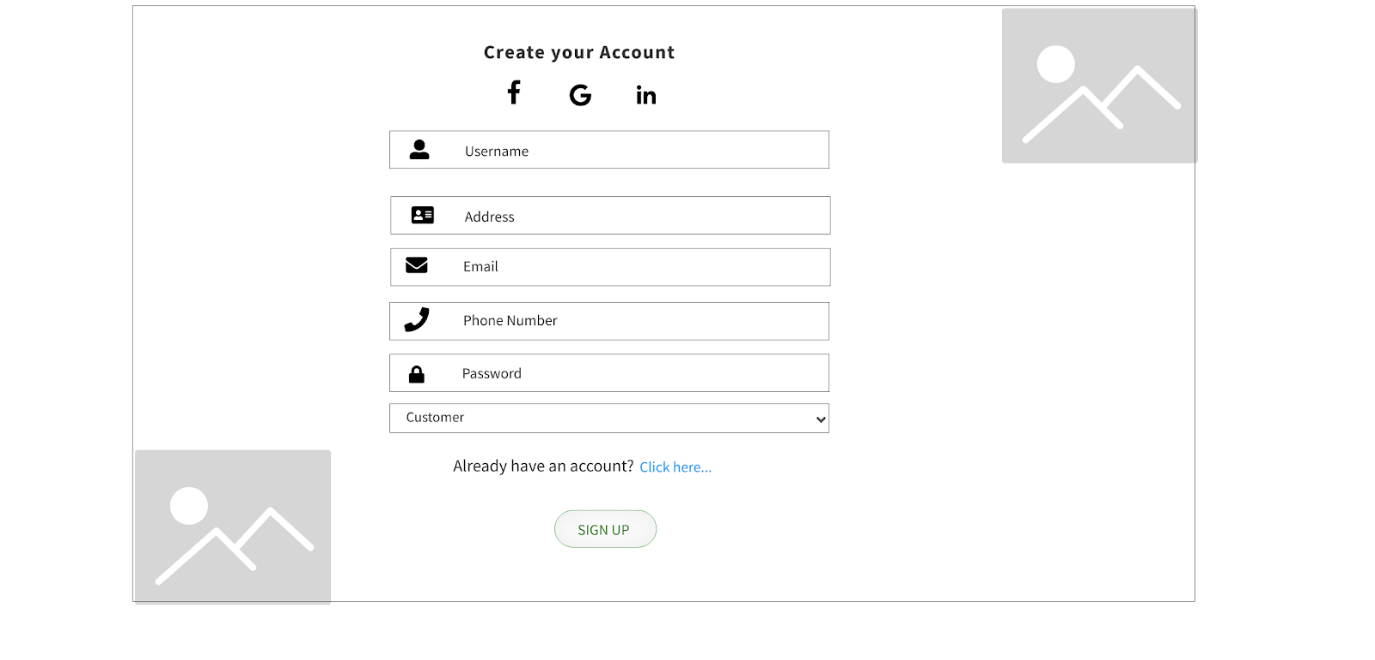 Create your Account
Username
Address
Email
Phone Number
Password
Customer
Already have an account? Click here...
SIGN UP